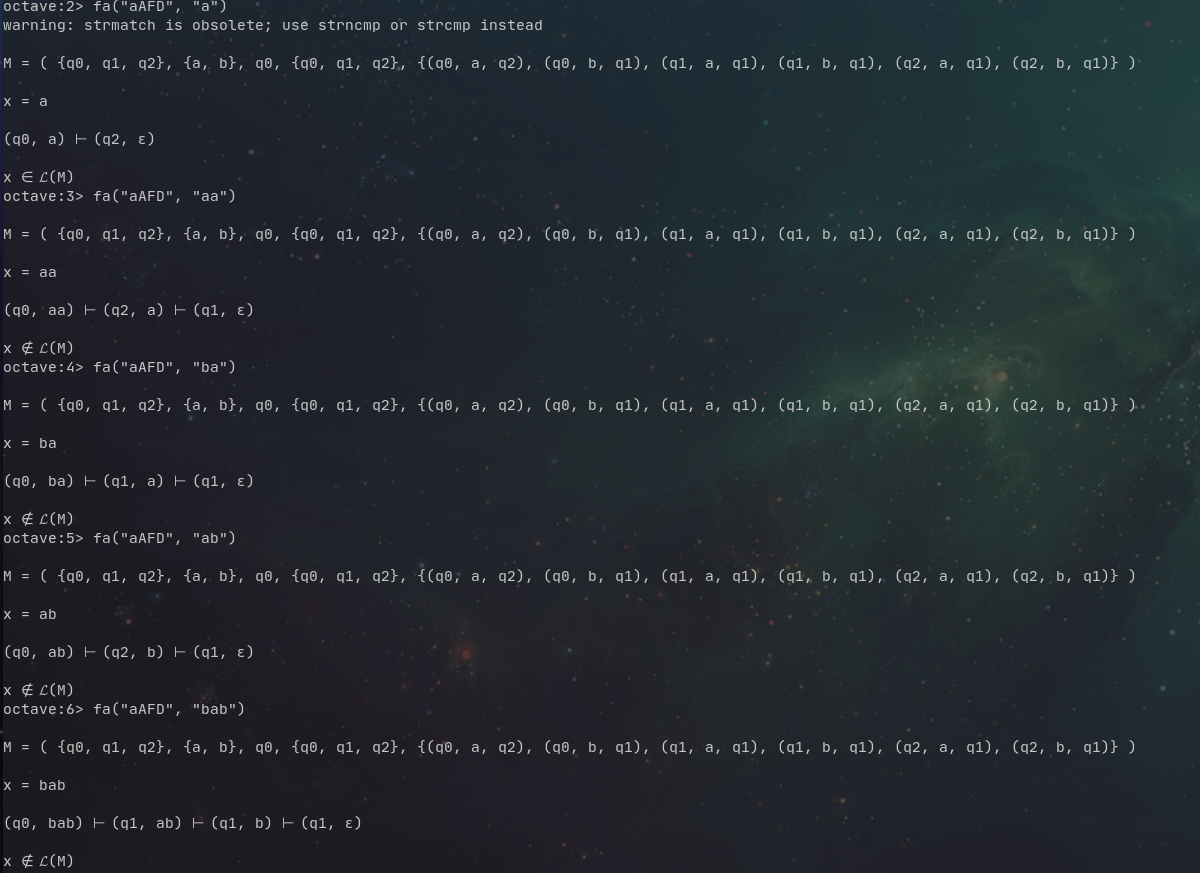 octave:2> fa("aAFD", "a")
warning: strmatch is obsolete; use strncmp or strcmp instead
M = ( {q0, q1, q2}, {a, b}, q0, {q0, q1, q2}, {(q0, a, q2), (q0, b, q1), (q1, a, q1), (q1, b, q1), (q2, a, q1), (q2, b, q1)} )
x = a
(q0, a) ⊢ (q2, ε)
x ∈ ℒ(M)
octave:3> fa("aAFD", "aa")
M = ( {q0, q1, q2}, {a, b}, q0, {q0, q1, q2}, {(q0, a, q2), (q0, b, q1), (q1, a, q1), (q1, b, q1), (q2, a, q1), (q2, b, q1)} )
x = aa
(q0, aa) ⊢ (q2, a) ⊢ (q1, ε)
x ∉ ℒ(M)
octave:4> fa("aAFD", "ba")
M = ( {q0, q1, q2}, {a, b}, q0, {q0, q1, q2}, {(q0, a, q2), (q0, b, q1), (q1, a, q1), (q1, b, q1), (q2, a, q1), (q2, b, q1)} )
x = ba
(q0, ba) ⊢ (q1, a) ⊢ (q1, ε)
x ∉ ℒ(M)
octave:5> fa("aAFD", "ab")
M = ( {q0, q1, q2}, {a, b}, q0, {q0, q1, q2}, {(q0, a, q2), (q0, b, q1), (q1, a, q1), (q1, b, q1), (q2, a, q1), (q2, b, q1)} )
x = ab
(q0, ab) ⊢ (q2, b) ⊢ (q1, ε)
x ∉ ℒ(M)
octave:6> fa("aAFD", "bab")
M = ( {q0, q1, q2}, {a, b}, q0, {q0, q1, q2}, {(q0, a, q2), (q0, b, q1), (q1, a, q1), (q1, b, q1), (q2, a, q1), (q2, b, q1)} )
x = bab
(q0, bab) ⊢ (q1, ab) ⊢ (q1, b) ⊢ (q1, ε)
x ∉ ℒ(M)